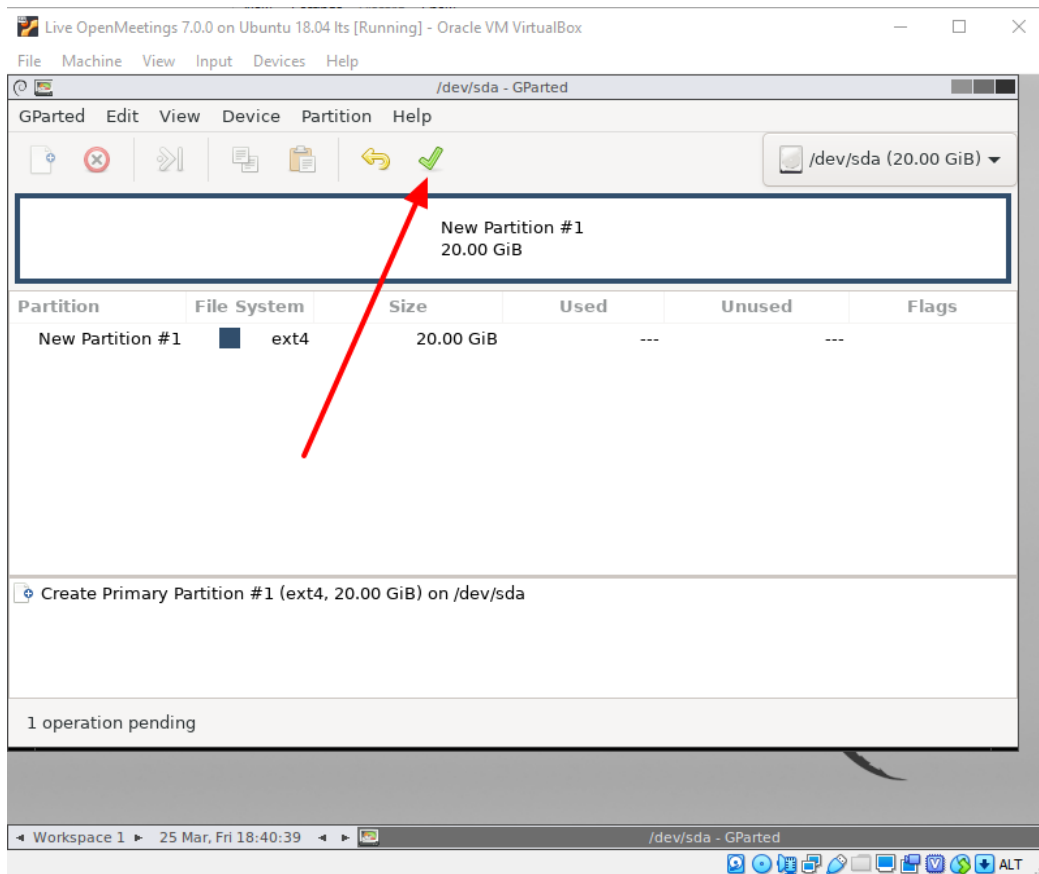 Live OpenMeetings 7.0.0 on Ubuntu 18.04 lts [Running] - Oracle VM VirtualBox
File Machine View Input Devices Help
/dev/sda - GParted
GParted Edit View Device Partition Help
/dev/sda (20.00 GiB)
New Partition #1
20.00 GiB
Partition File System Size Used Unused Flags
New Partition #1 ext4 20.00 GiB --- ---
Create Primary Partition #1 (ext4, 20.00 GiB) on /dev/sda
1 operation pending
Workspace 1 25 Mar, Fri 18:40:39 /dev/sda - GParted
ALT